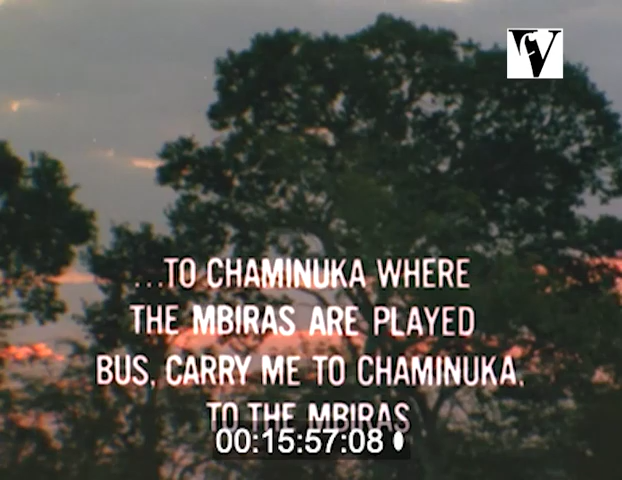 ...TO CHAMINUKA WHERE
THE MBIRAS ARE PLAYED
BUS, CARRY ME TO CHAMINUKA,
TO THE MBIRAS
00:15:57:08